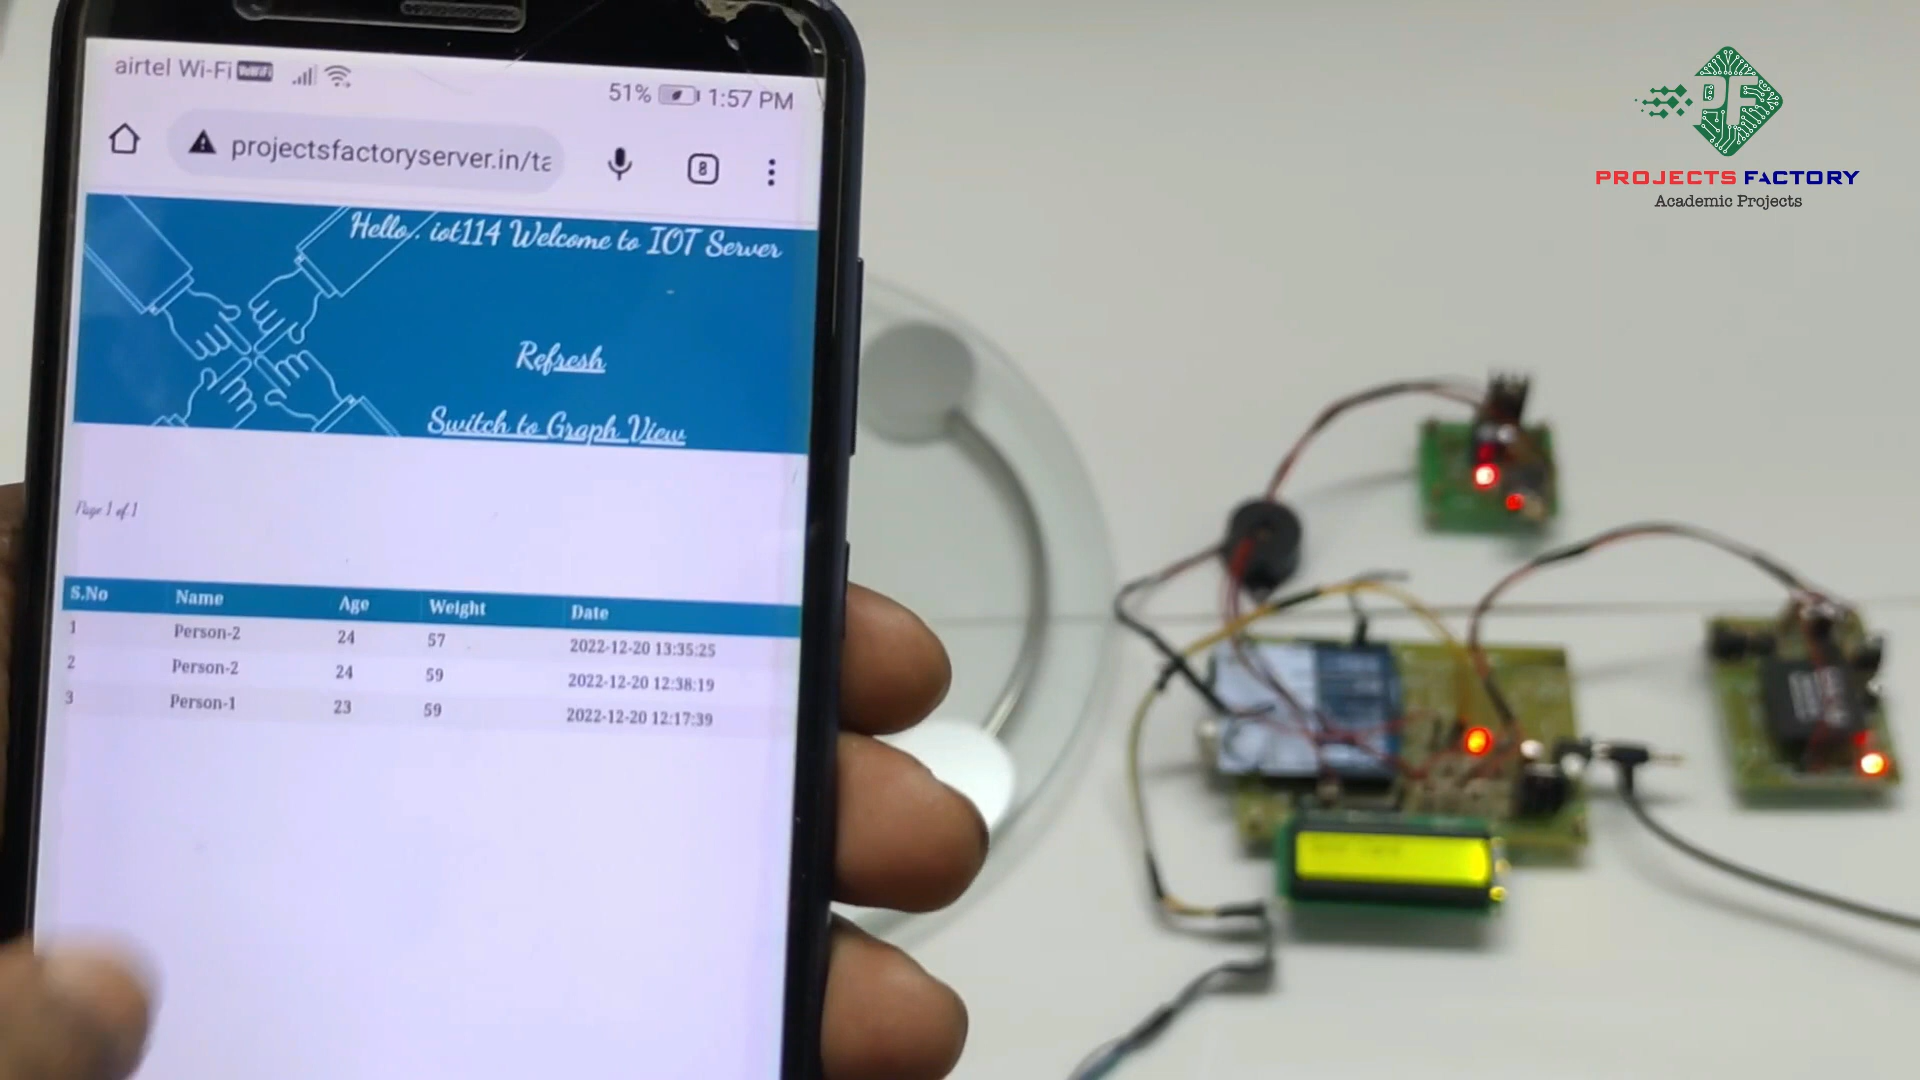 airtel Wi-Fi VoWiFi 51% 1:57 PM
projectsfactoryserver.in/ta 8
Hello.. iot114 Welcome to IOT Server
Refresh
Switch to Graph View
Page 1 of 1
S.No Name Age Weight Date
1 Person-2 24 57 2022-12-20 13:35:25
2 Person-2 24 59 2022-12-20 12:38:19
3 Person-1 23 59 2022-12-20 12:17:39
PF
PROJECTS FACTORY
Academic Projects